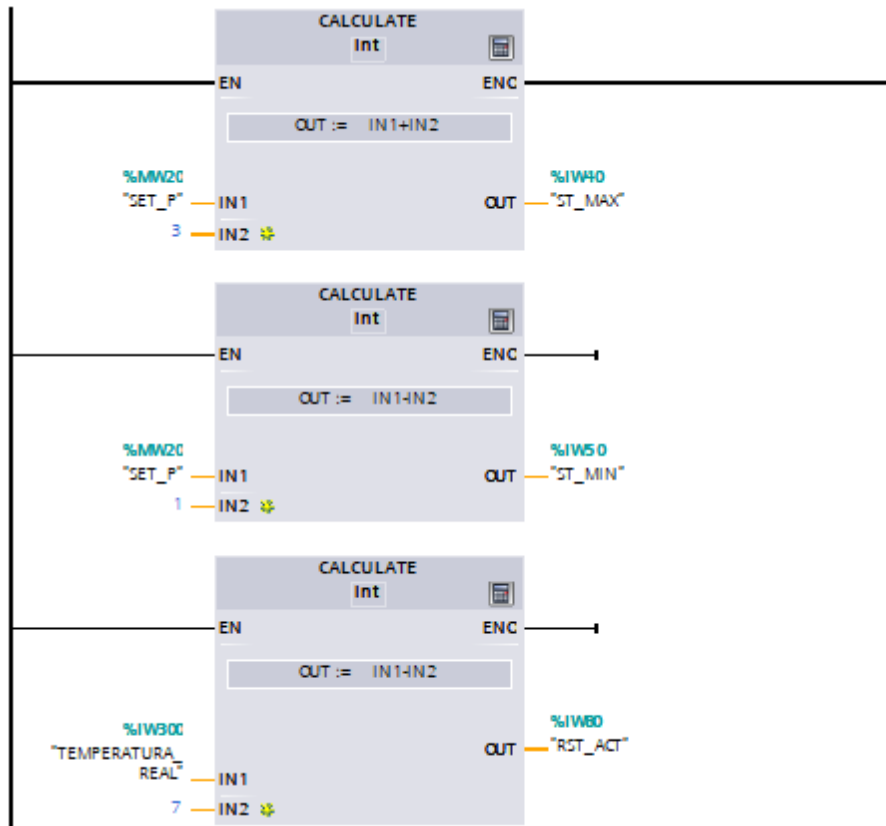 CALCULATE
Int
EN ENO
OUT := IN1+IN2
%MW20
"SET_P" IN1
3 IN2
%IW40
OUT "ST_MAX"
CALCULATE
Int
EN ENO
OUT := IN1-IN2
%MW20
"SET_P" IN1
1 IN2
%IW50
OUT "ST_MIN"
CALCULATE
Int
EN ENO
OUT := IN1-IN2
%IW300
"TEMPERATURA_
REAL" IN1
7 IN2
%IW80
OUT "RST_ACT"